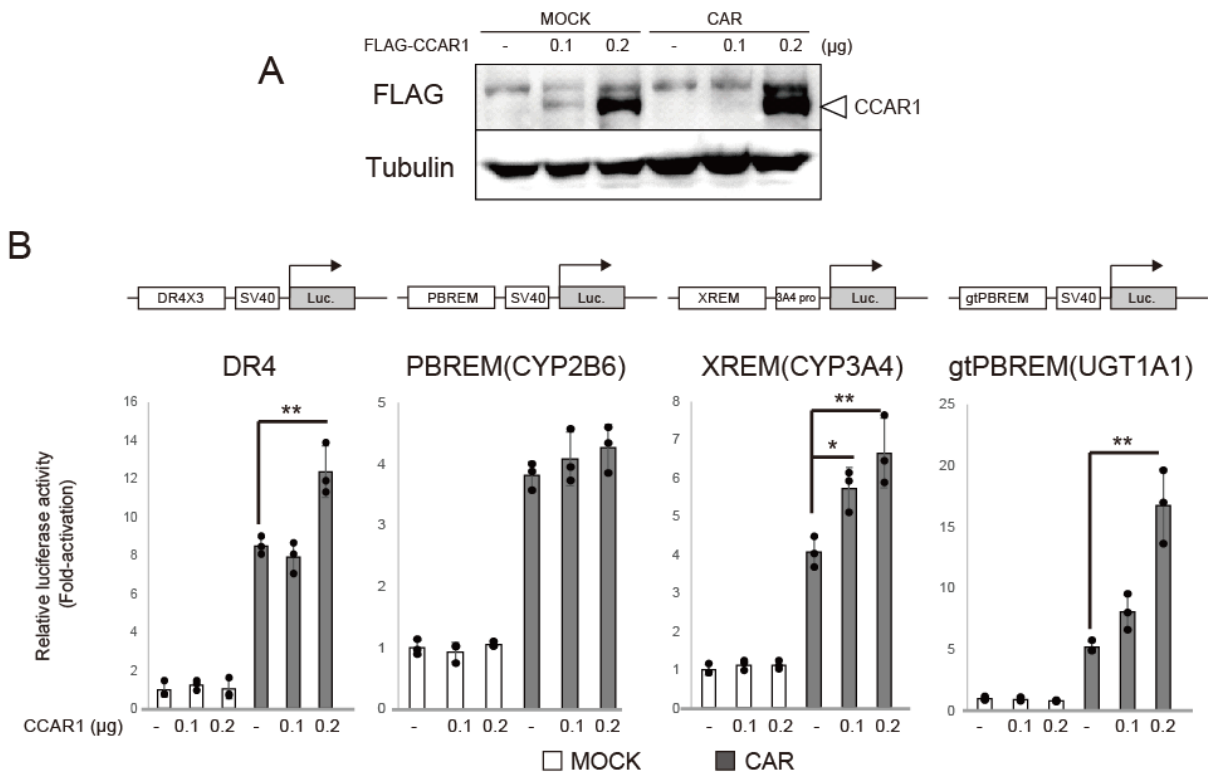 MOCK CAR
FLAG-CCAR1 - 0.1 0.2 - 0.1 0.2 (μg)
A
FLAG
CCAR1
Tubulin
B
DR4X3 SV40 Luc. PBREM SV40 Luc. XREM 3A4 pro Luc. gtPBREM SV40 Luc.
DR4 PBREM(CYP2B6) XREM(CYP3A4) gtPBREM(UGT1A1)
Relative luciferase activity
(Fold-activation)
16
14
12
10
8
6
4
2
0
**
5
4
3
2
1
0
8
7
6
5
4
3
2
1
0
**
*
25
20
15
10
5
0
**
CCAR1 (μg) - 0.1 0.2 - 0.1 0.2 - 0.1 0.2 - 0.1 0.2 - 0.1 0.2 - 0.1 0.2 - 0.1 0.2 - 0.1 0.2
MOCK CAR